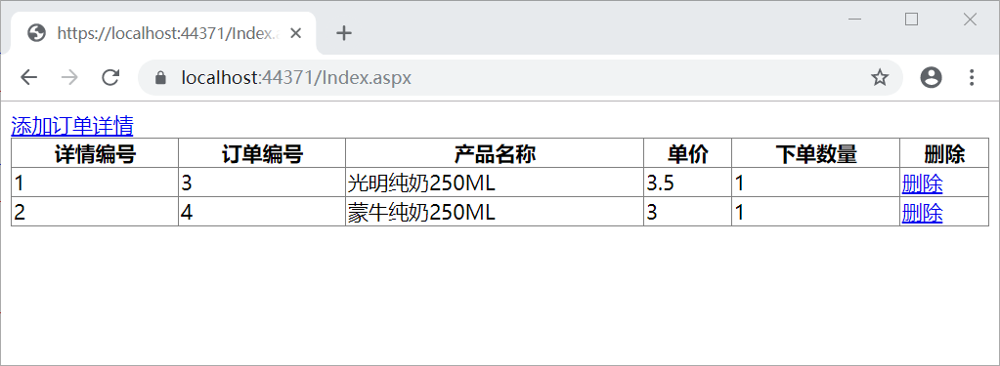 https://localhost:44371/Index.a
localhost:44371/Index.aspx
添加订单详情
详情编号 订单编号 产品名称 单价 下单数量 删除
1 3 光明纯奶250ML 3.5 1 删除
2 4 蒙牛纯奶250ML 3 1 删除